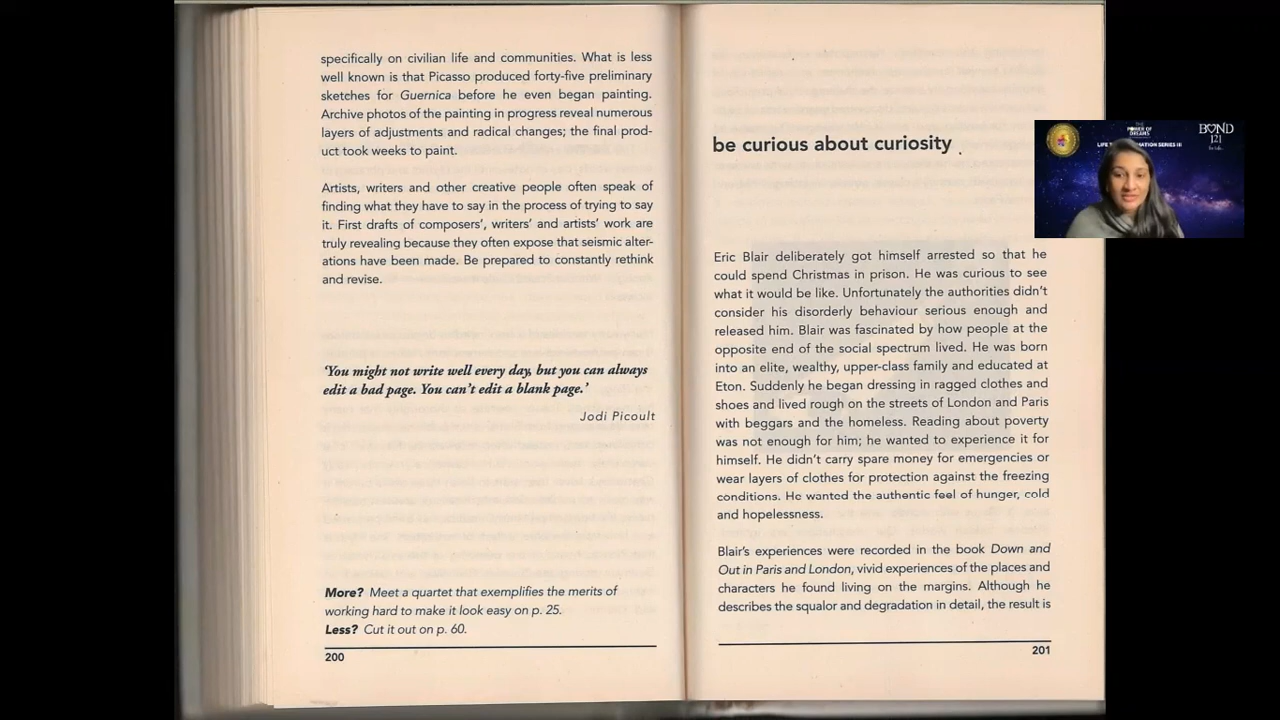 specifically on civilian life and communities. What is less
well known is that Picasso produced forty-five preliminary
sketches for Guernica before he even began painting.
Archive photos of the painting in progress reveal numerous
layers of adjustments and radical changes; the final prod-
uct took weeks to paint.
Artists, writers and other creative people often speak of
finding what they have to say in the process of trying to say
it. First drafts of composers', writers' and artists' work are
truly revealing because they often expose that seismic alter-
ations have been made. Be prepared to constantly rethink
and revise.
'You might not write well every day, but you can always
edit a bad page. You can't edit a blank page.'
Jodi Picoult
More? Meet a quartet that exemplifies the merits of
working hard to make it look easy on p. 25.
Less? Cut it out on p. 60.
200
be curious about curiosity
Eric Blair deliberately got himself arrested so that he
could spend Christmas in prison. He was curious to see
what it would be like. Unfortunately the authorities didn't
consider his disorderly behaviour serious enough and
released him. Blair was fascinated by how people at the
opposite end of the social spectrum lived. He was born
into an elite, wealthy, upper-class family and educated at
Eton. Suddenly he began dressing in ragged clothes and
shoes and lived rough on the streets of London and Paris
with beggars and the homeless. Reading about poverty
was not enough for him; he wanted to experience it for
himself. He didn't carry spare money for emergencies or
wear layers of clothes for protection against the freezing
conditions. He wanted the authentic feel of hunger, cold
and hopelessness.
Blair's experiences were recorded in the book Down and
Out in Paris and London, vivid experiences of the places and
characters he found living on the margins. Although he
describes the squalor and degradation in detail, the result is
201
THE
POWER OF
DREAMS
LIFE SERIES III
BOND
121